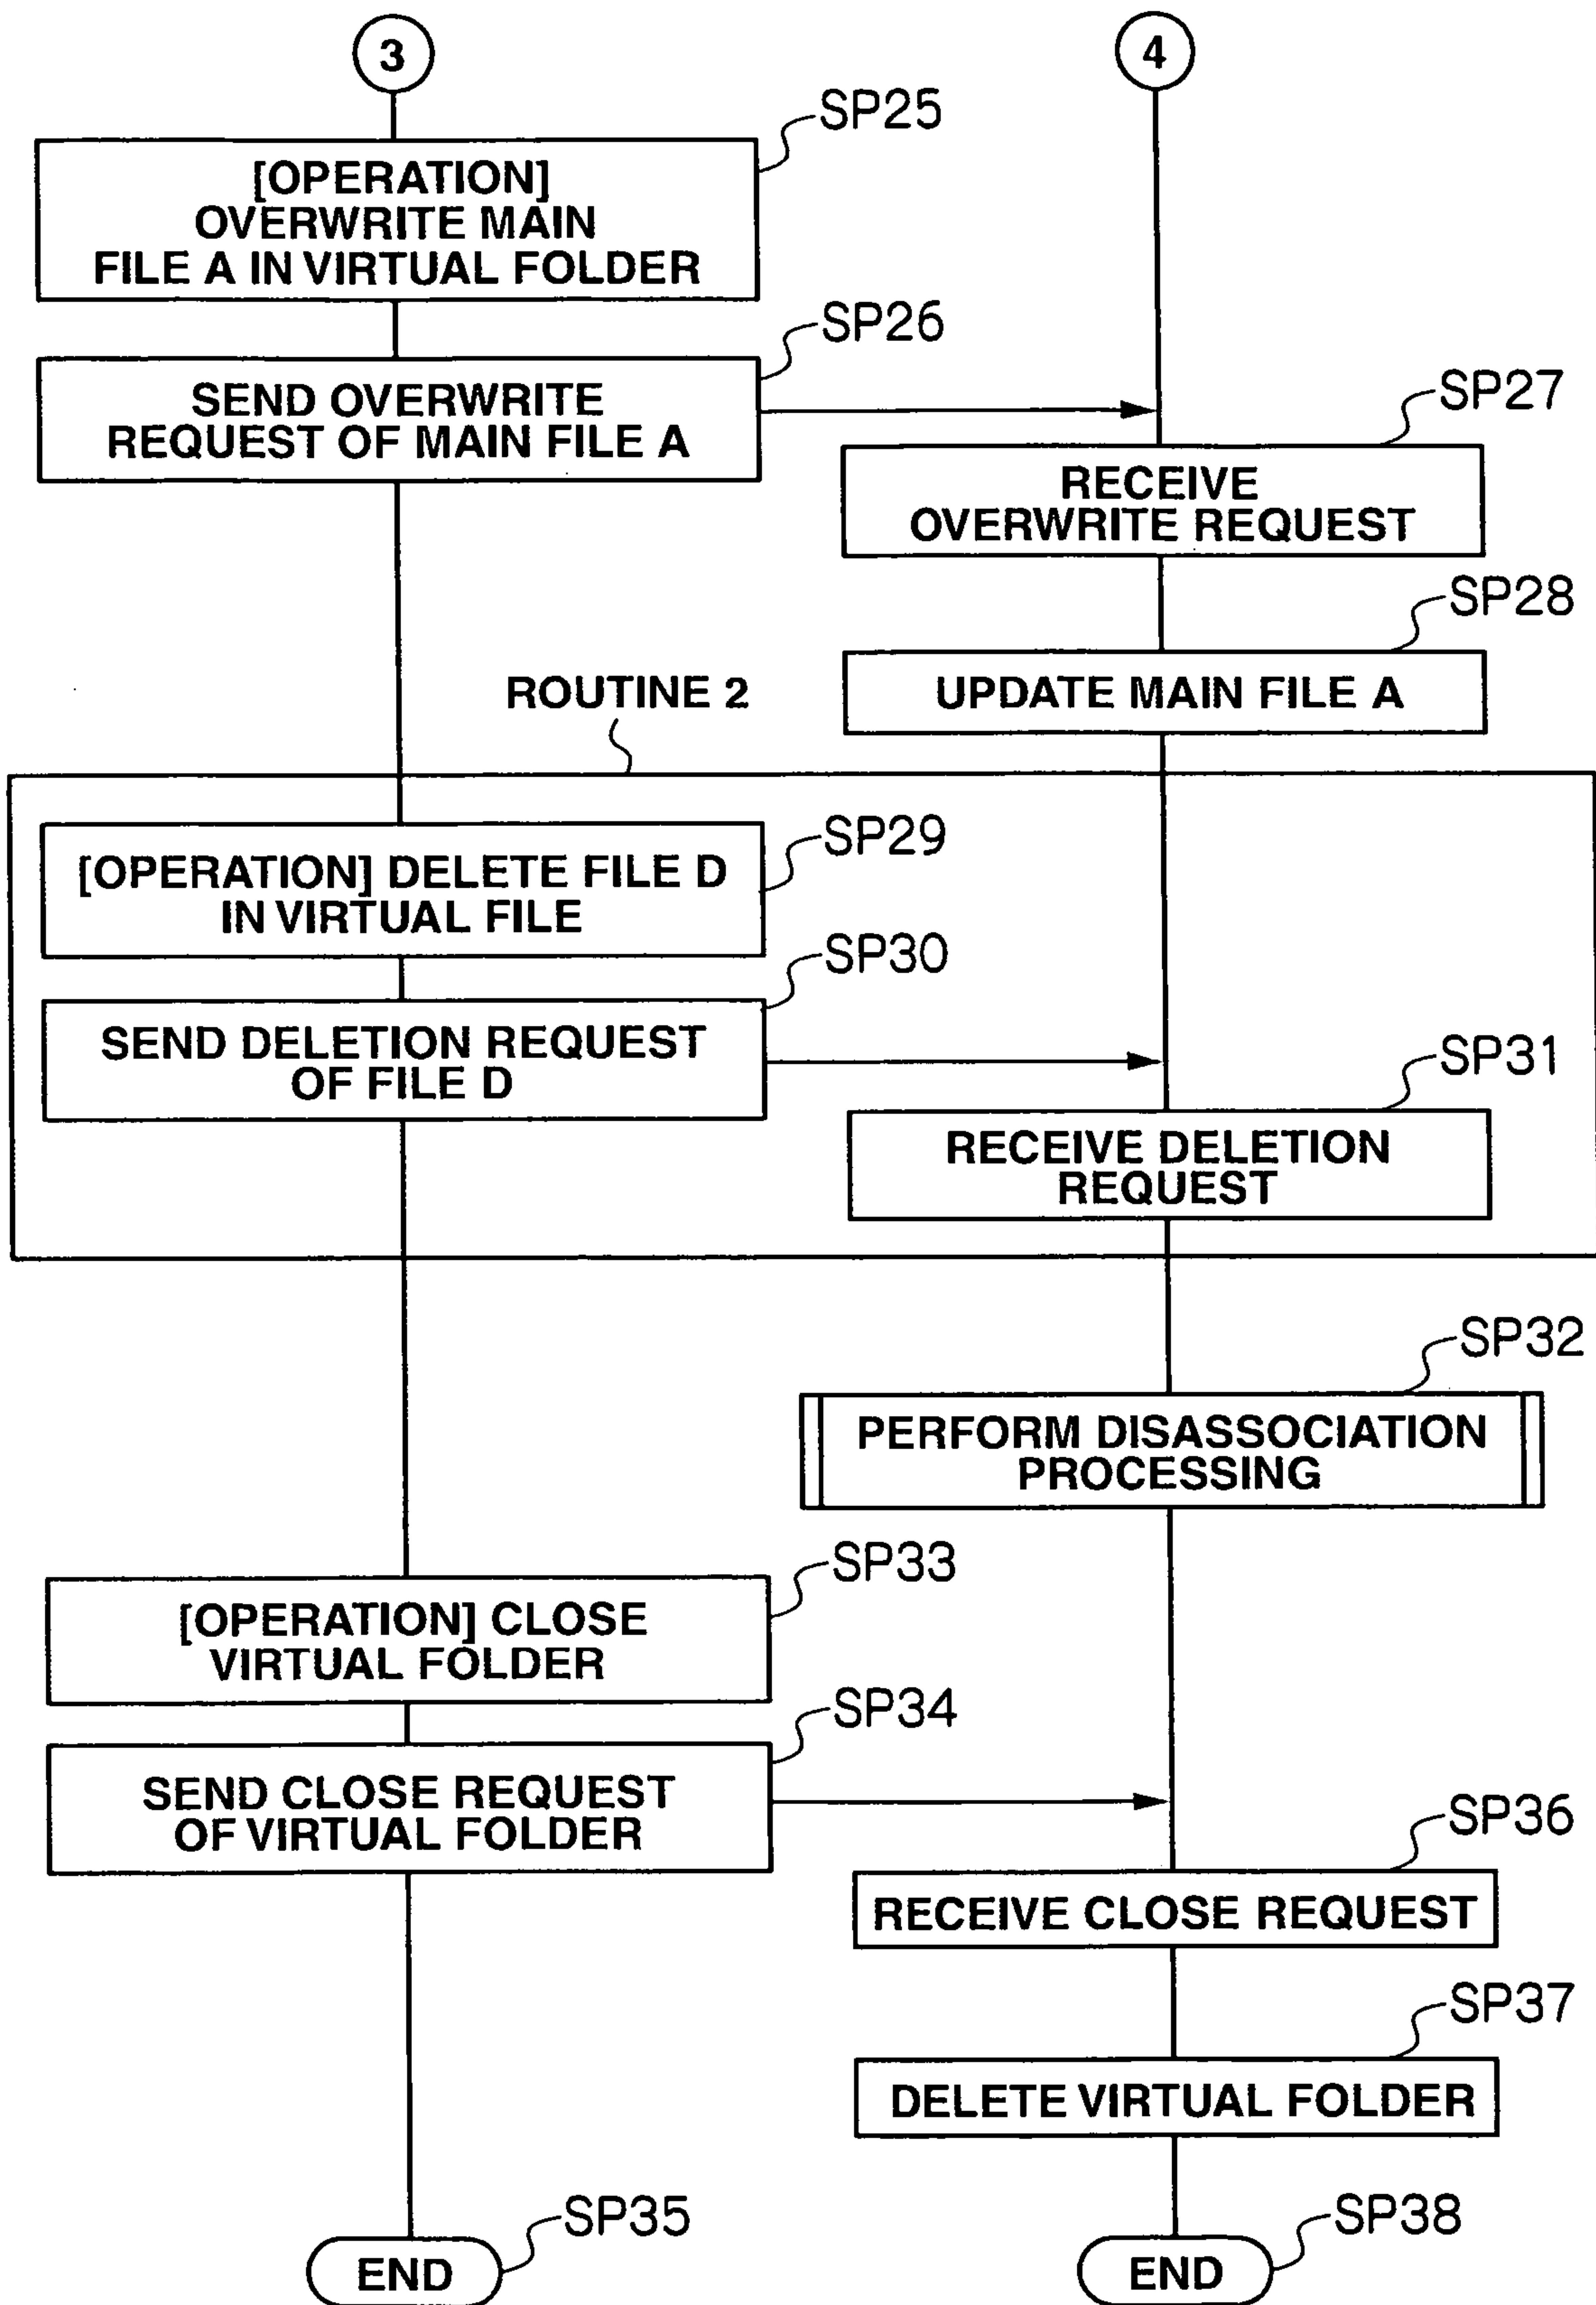 3
4
SP25
[OPERATION]
OVERWRITE MAIN
FILE A IN VIRTUAL FOLDER
SP26
SEND OVERWRITE
REQUEST OF MAIN FILE A
SP27
RECEIVE
OVERWRITE REQUEST
SP28
UPDATE MAIN FILE A
ROUTINE 2
SP29
[OPERATION] DELETE FILE D
IN VIRTUAL FILE
SP30
SEND DELETION REQUEST
OF FILE D
SP31
RECEIVE DELETION
REQUEST
SP32
PERFORM DISASSOCIATION
PROCESSING
SP33
[OPERATION] CLOSE
VIRTUAL FOLDER
SP34
SEND CLOSE REQUEST
OF VIRTUAL FOLDER
SP36
RECEIVE CLOSE REQUEST
SP37
DELETE VIRTUAL FOLDER
SP35
END
SP38
END